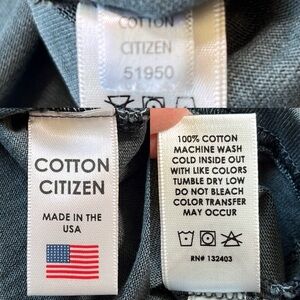 COTTON
CITIZEN
51950
COTTON
CITIZEN
MADE IN THE
USA
100% COTTON
MACHINE WASH
COLD INSIDE OUT
WITH LIKE COLORS
TUMBLE DRY LOW
DO NOT BLEACH
COLOR TRANSFER
MAY OCCUR
RN# 132403